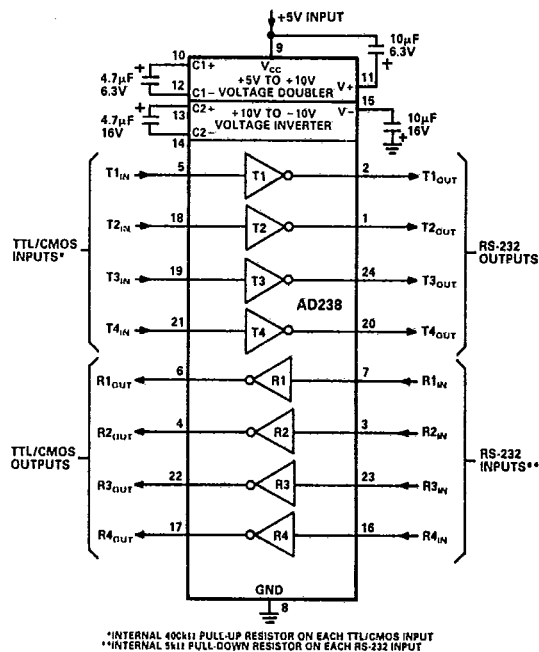 +5V INPUT
10µF
6.3V
+
9
VCC
10
C1+
+
4.7µF
6.3V
12
C1−
+5V TO +10V
VOLTAGE DOUBLER
V+
11
13
C2+
+
4.7µF
16V
14
C2−
+10V TO −10V
VOLTAGE INVERTER
V−
15
10µF
16V
+
TTL/CMOS
INPUTS*
T1IN 5 T1 2 T1OUT
T2IN 18 T2 1 T2OUT
T3IN 19 T3 24 T3OUT
T4IN 21 T4 20 T4OUT
RS-232
OUTPUTS
AD238
TTL/CMOS
OUTPUTS
R1OUT 6 R1 7 R1IN
R2OUT 4 R2 3 R2IN
R3OUT 22 R3 23 R3IN
R4OUT 17 R4 16 R4IN
RS-232
INPUTS**
GND
8
*INTERNAL 400kΩ PULL-UP RESISTOR ON EACH TTL/CMOS INPUT
**INTERNAL 5kΩ PULL-DOWN RESISTOR ON EACH RS-232 INPUT